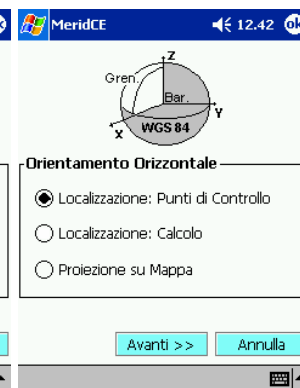 MeridCE 12.42 ok
Z
Gren.
Bar.
Y
X
WGS 84
Orientamento Orizzontale
Localizzazione: Punti di Controllo
Localizzazione: Calcolo
Proiezione su Mappa
Avanti >> Annulla